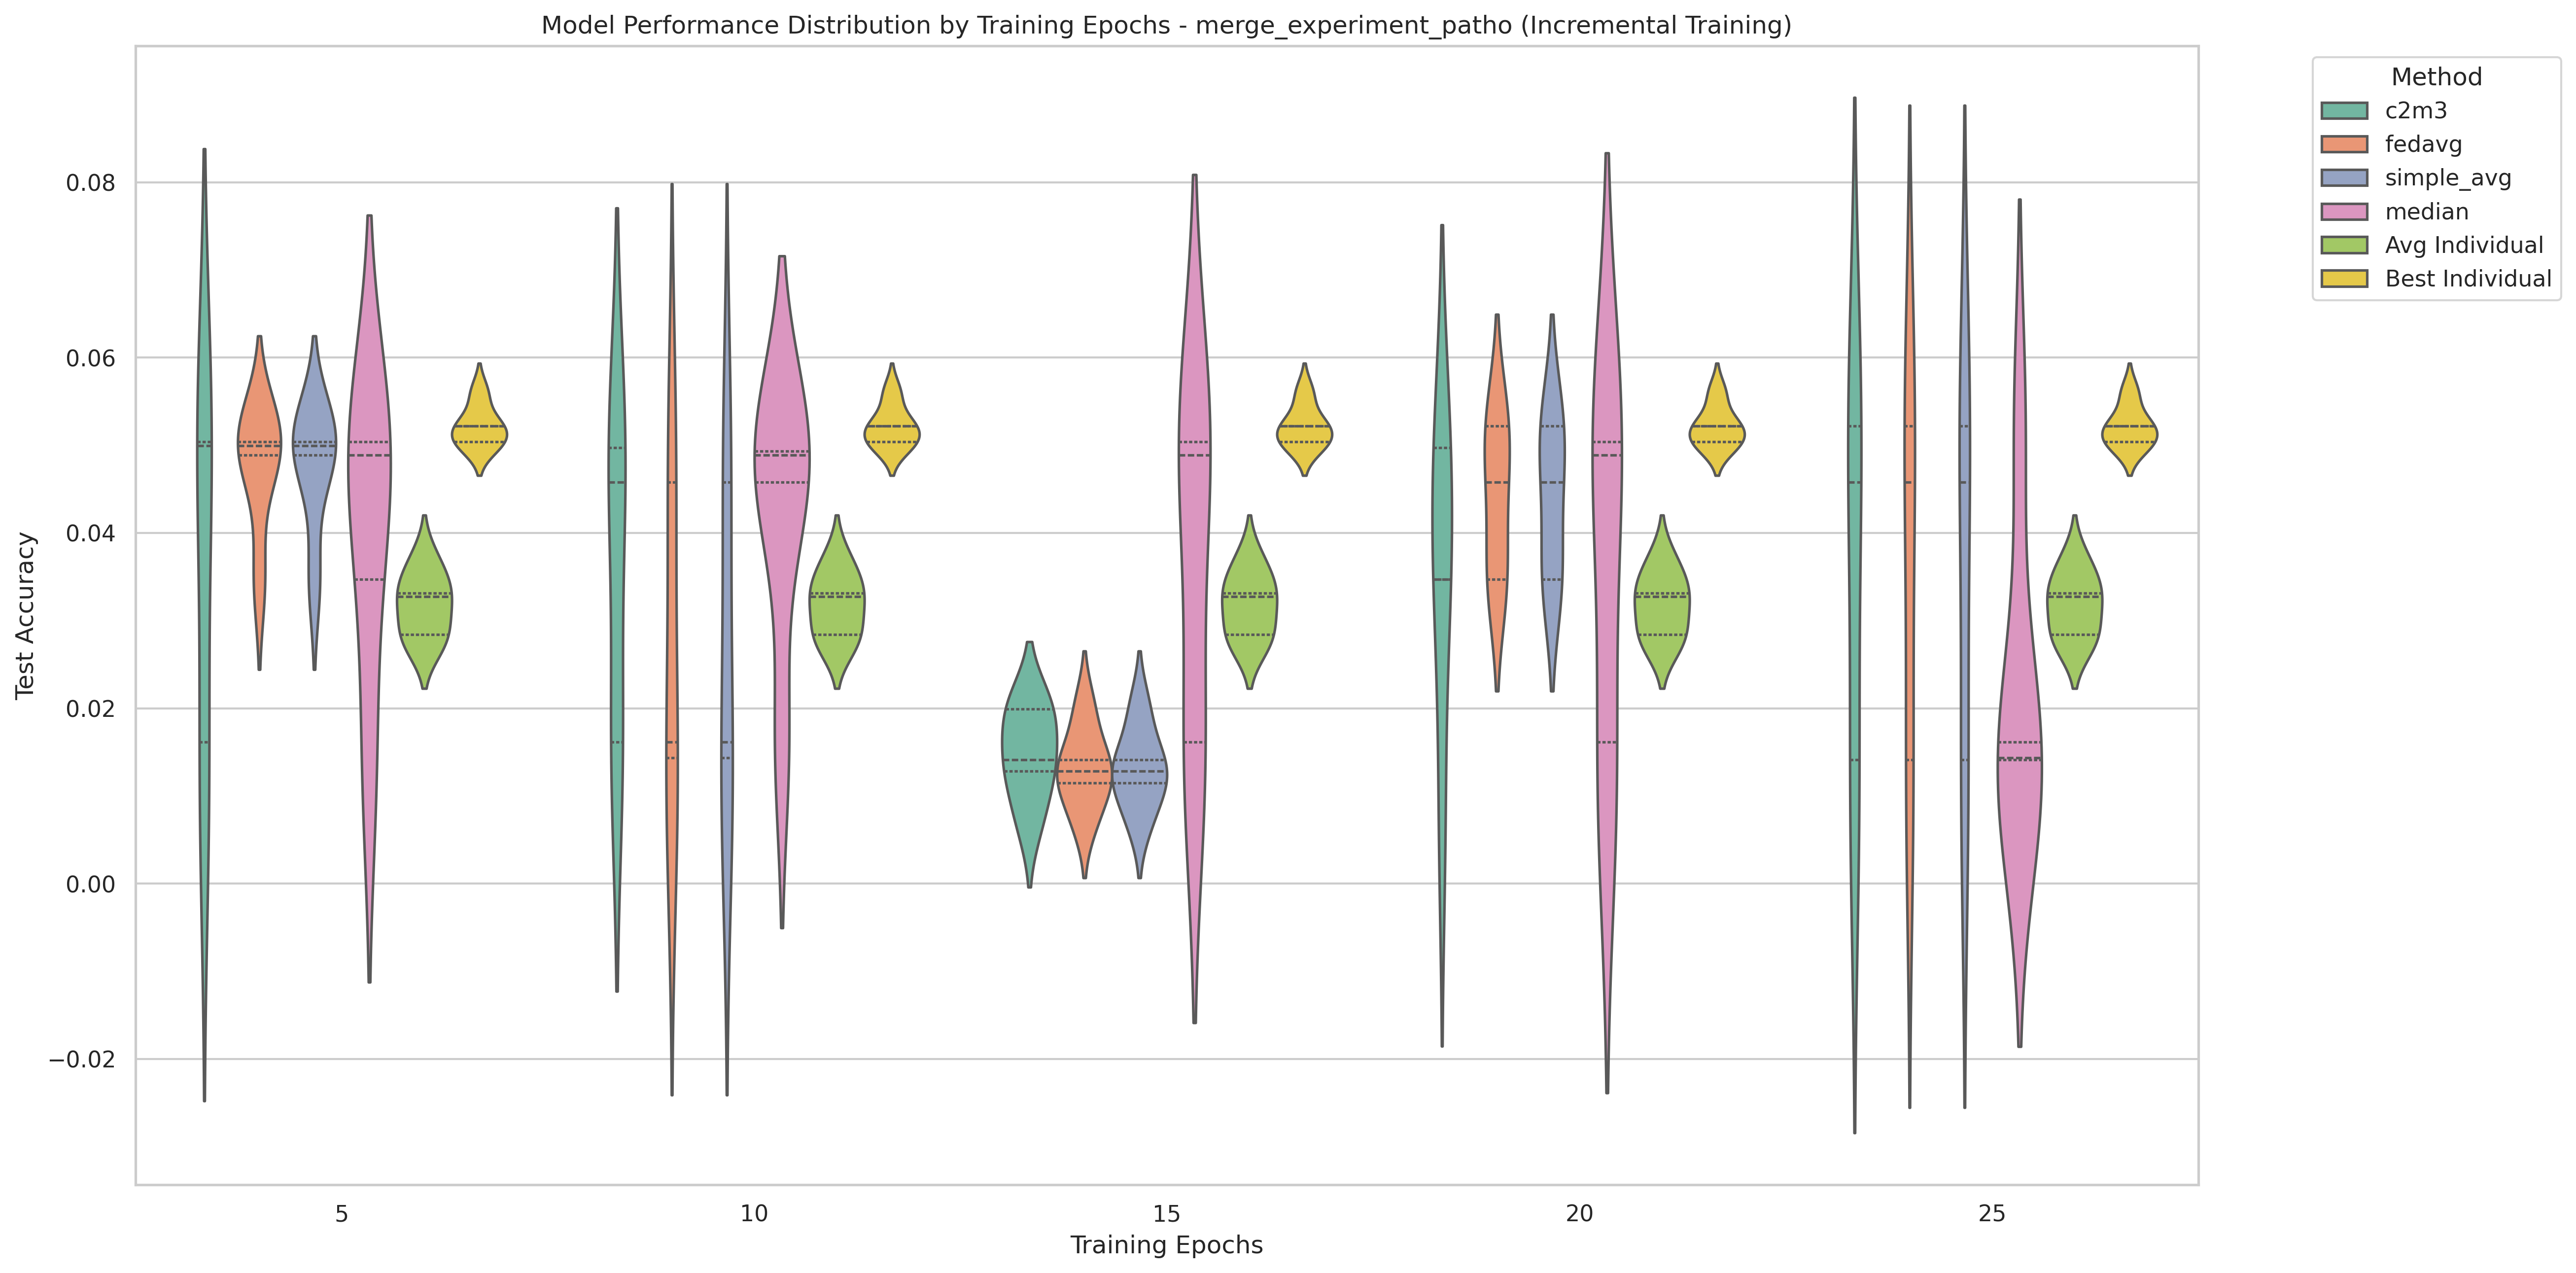 Model Performance Distribution by Training Epochs - merge_experiment_patho (Incremental Training)
Method
c2m3
fedavg
simple_avg
median
Avg Individual
Best Individual
Test Accuracy
0.08
0.06
0.04
0.02
0.00
−0.02
5 10 15 20 25
Training Epochs